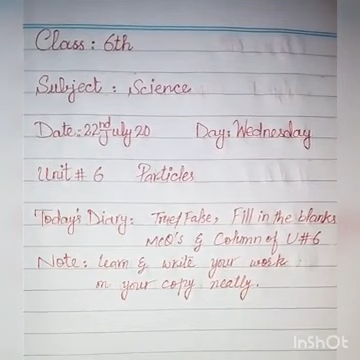 Class : 6th
Subject : Science
Date : 22nd July 20 Day : Wednesday
Unit # 6 Particles
Today's Diary : True/False, Fill in the blanks
MCQ's & Column of U#6
Note : Learn & write your work
on your copy neatly.
InShOt